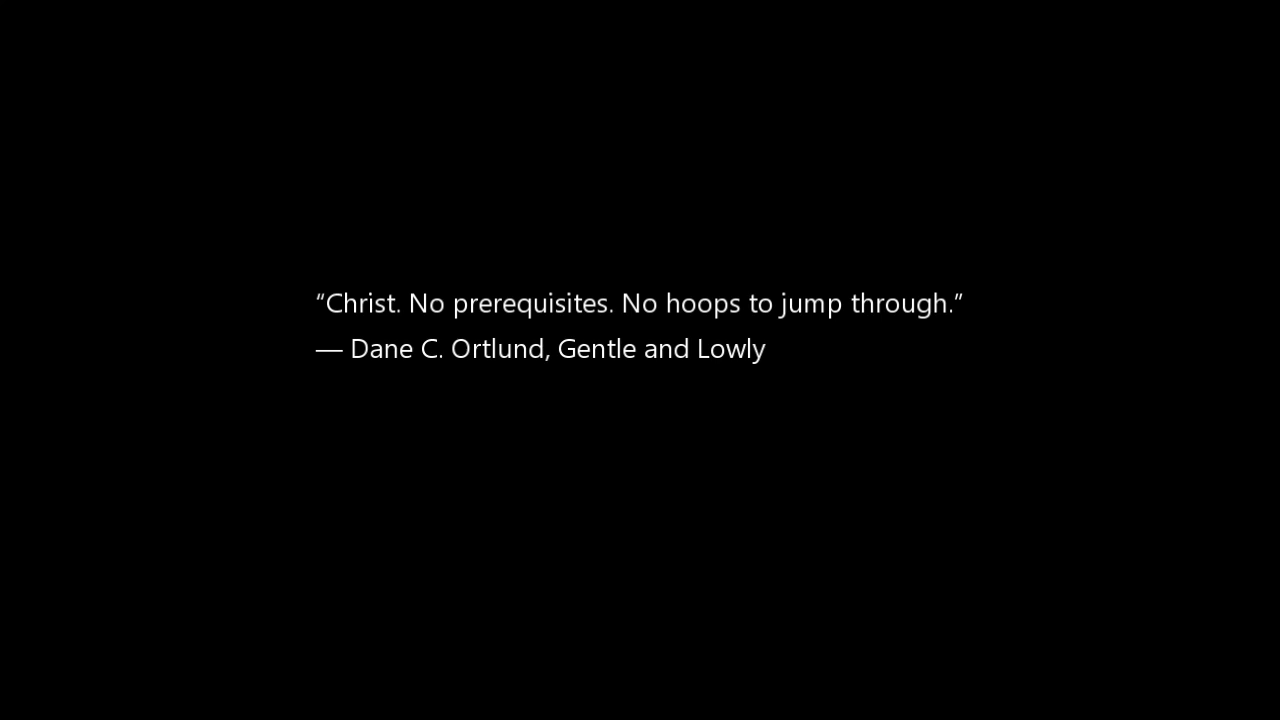 “Christ. No prerequisites. No hoops to jump through.”
— Dane C. Ortlund, Gentle and Lowly